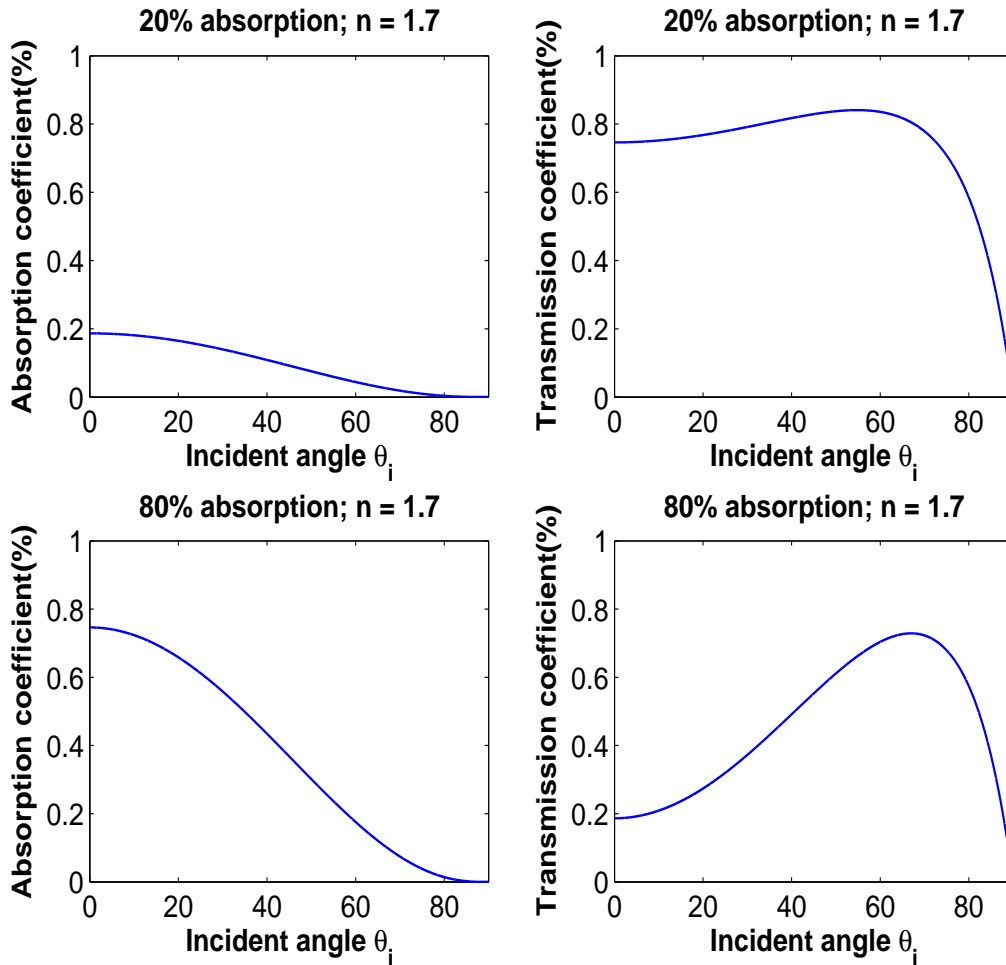 20% absorption; n = 1.7
Absorption coefficient(%)
1
0.8
0.6
0.4
0.2
0
0 20 40 60 80
Incident angle θi
20% absorption; n = 1.7
Transmission coefficient(%)
1
0.8
0.6
0.4
0.2
0
0 20 40 60 80
Incident angle θi
80% absorption; n = 1.7
Absorption coefficient(%)
1
0.8
0.6
0.4
0.2
0
0 20 40 60 80
Incident angle θi
80% absorption; n = 1.7
Transmission coefficient(%)
1
0.8
0.6
0.4
0.2
0
0 20 40 60 80
Incident angle θi